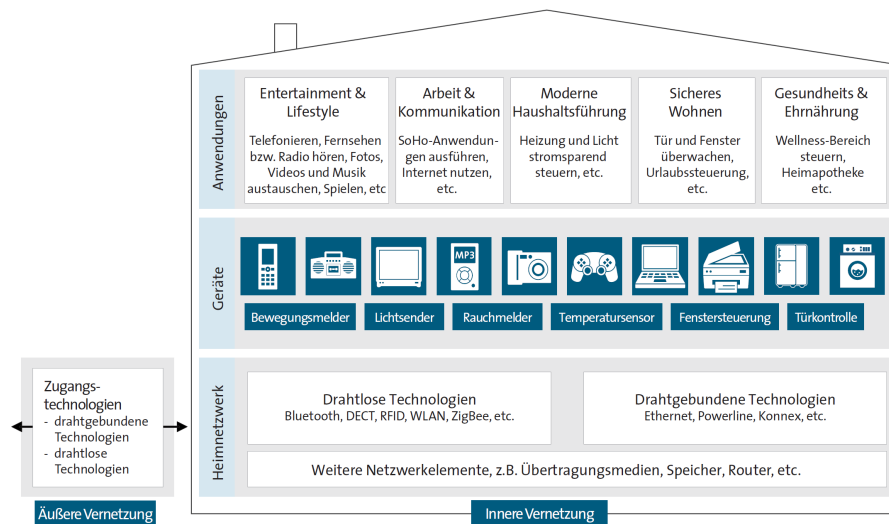 Anwendungen
Entertainment &
Lifestyle
Telefonieren, Fernsehen
bzw. Radio hören, Fotos,
Videos und Musik
austauschen, Spielen, etc
Arbeit &
Kommunikation
SoHo-Anwendun-
gen ausführen,
Internet nutzen,
etc.
Moderne
Haushaltsführung
Heizung und Licht
stromsparend
steuern, etc.
Sicheres
Wohnen
Tür und Fenster
überwachen,
Urlaubssteuerung,
etc.
Gesundheits &
Ehrnährung
Wellness-Bereich
steuern,
Heimapotheke
etc.
Geräte
MP3
Bewegungsmelder
Lichtsender
Rauchmelder
Temperatursensor
Fenstersteuerung
Türkontrolle
Zugangs-
technologien
- drahtgebundene
Technologien
- drahtlose
Technologien
Äußere Vernetzung
Heimnetzwerk
Drahtlose Technologien
Bluetooth, DECT, RFID, WLAN, ZigBee, etc.
Drahtgebundene Technologien
Ethernet, Powerline, Konnex, etc.
Weitere Netzwerkelemente, z.B. Übertragungsmedien, Speicher, Router, etc.
Innere Vernetzung